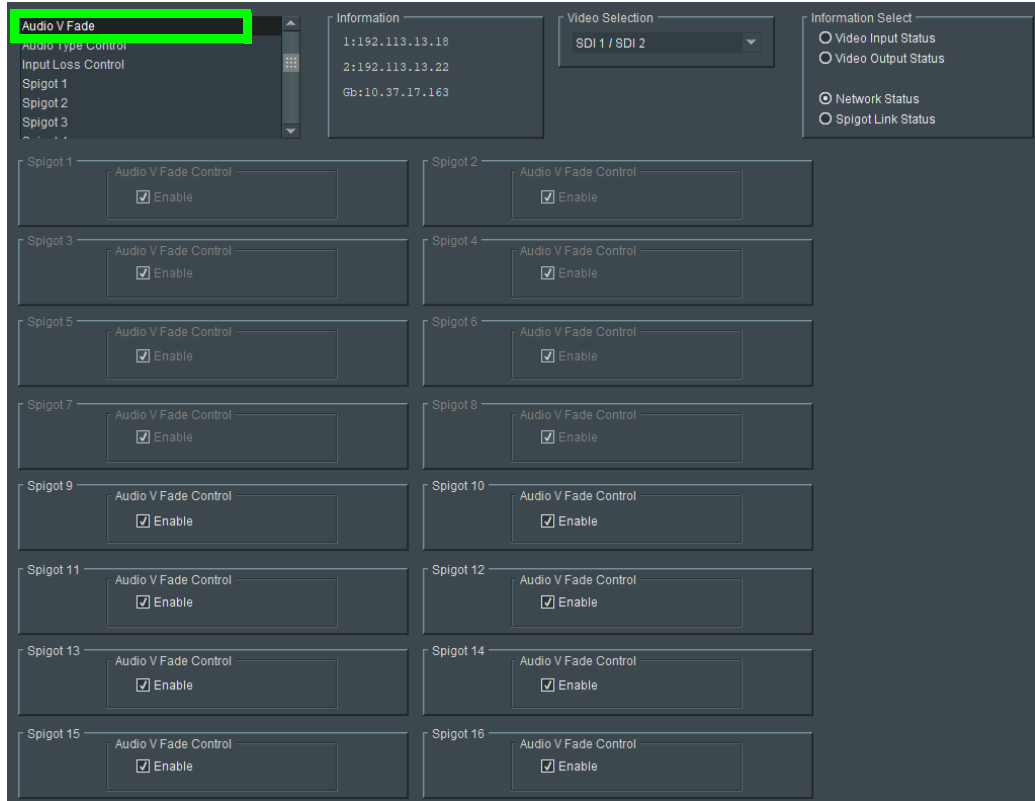 Audio V Fade
Audio Type Control
Input Loss Control
Spigot 1
Spigot 2
Spigot 3
Information
1:192.113.13.18
2:192.113.13.22
Gb:10.37.17.163
Video Selection
SDI 1 / SDI 2
Information Select
Video Input Status
Video Output Status
Network Status
Spigot Link Status
Spigot 1
Audio V Fade Control
Enable
Spigot 2
Audio V Fade Control
Enable
Spigot 3
Audio V Fade Control
Enable
Spigot 4
Audio V Fade Control
Enable
Spigot 5
Audio V Fade Control
Enable
Spigot 6
Audio V Fade Control
Enable
Spigot 7
Audio V Fade Control
Enable
Spigot 8
Audio V Fade Control
Enable
Spigot 9
Audio V Fade Control
Enable
Spigot 10
Audio V Fade Control
Enable
Spigot 11
Audio V Fade Control
Enable
Spigot 12
Audio V Fade Control
Enable
Spigot 13
Audio V Fade Control
Enable
Spigot 14
Audio V Fade Control
Enable
Spigot 15
Audio V Fade Control
Enable
Spigot 16
Audio V Fade Control
Enable